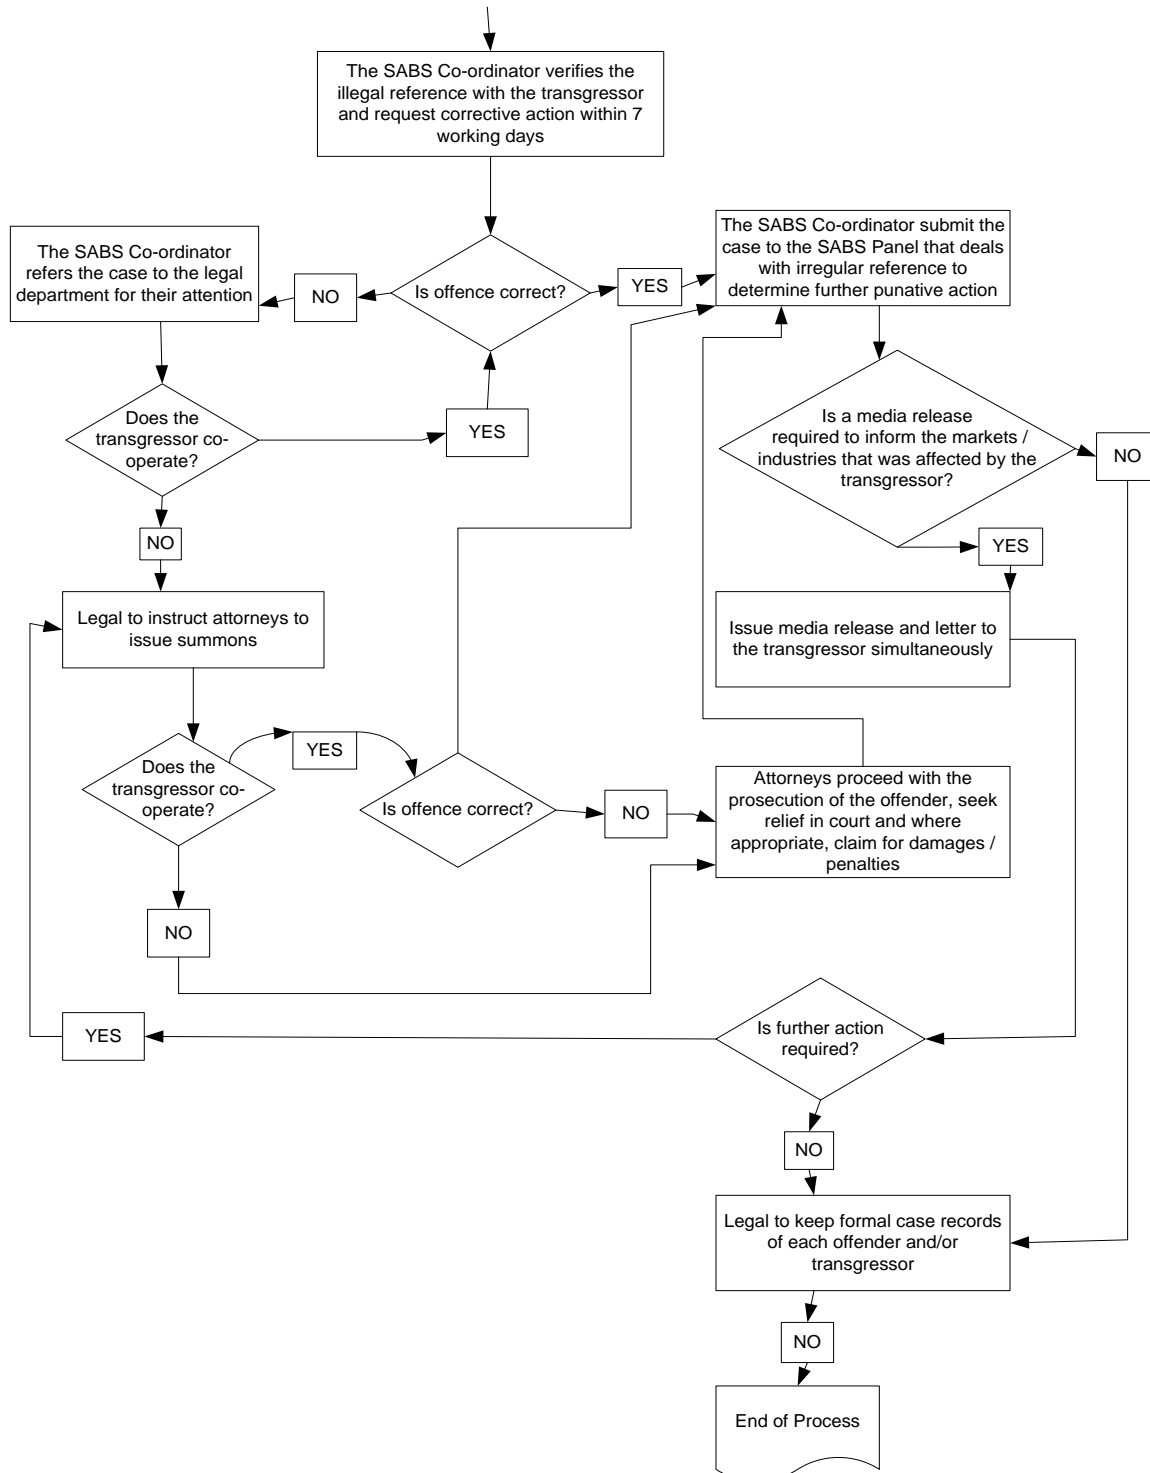 The SABS Co-ordinator verifies the
illegal reference with the transgressor
and request corrective action within 7
working days
The SABS Co-ordinator
refers the case to the legal
department for their attention
NO
Is offence correct?
YES
The SABS Co-ordinator submit the
case to the SABS Panel that deals
with irregular reference to
determine further punative action
Does the
transgressor co-
operate?
YES
Is a media release
required to inform the markets /
industries that was affected by the
transgressor?
NO
NO
YES
Legal to instruct attorneys to
issue summons
Issue media release and letter to
the transgressor simultaneously
Does the
transgressor co-
operate?
YES
Is offence correct?
NO
Attorneys proceed with the
prosecution of the offender, seek
relief in court and where
appropriate, claim for damages /
penalties
NO
YES
Is further action
required?
NO
Legal to keep formal case records
of each offender and/or
transgressor
NO
End of Process